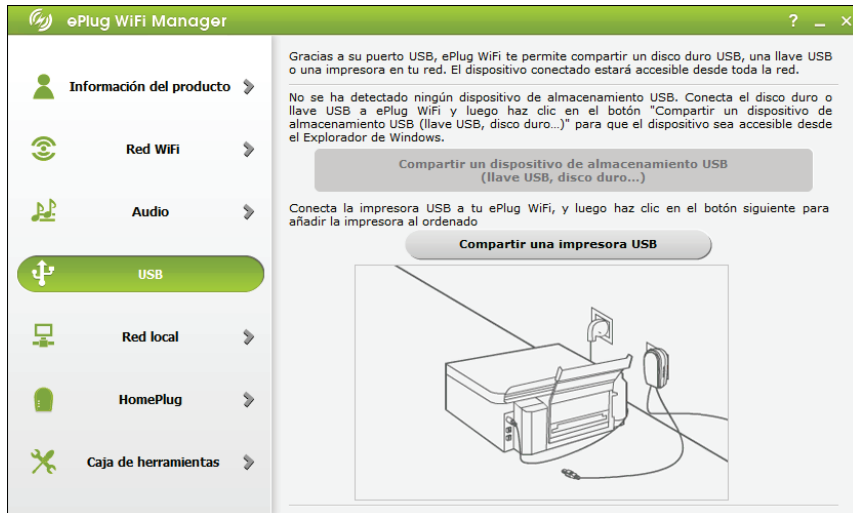 ePlug WiFi Manager
? _ ×
Información del producto
Red WiFi
Audio
USB
Red local
HomePlug
Caja de herramientas
Gracias a su puerto USB, ePlug WiFi te permite compartir un disco duro USB, una llave USB
o una impresora en tu red. El dispositivo conectado estará accesible desde toda la red.
No se ha detectado ningún dispositivo de almacenamiento USB. Conecta el disco duro o
llave USB a ePlug WiFi y luego haz clic en el botón "Compartir un dispositivo de
almacenamiento USB (llave USB, disco duro...)" para que el dispositivo sea accesible desde
el Explorador de Windows.
Compartir un dispositivo de almacenamiento USB
(llave USB, disco duro...)
Conecta la impresora USB a tu ePlug WiFi, y luego haz clic en el botón siguiente para
añadir la impresora al ordenado
Compartir una impresora USB